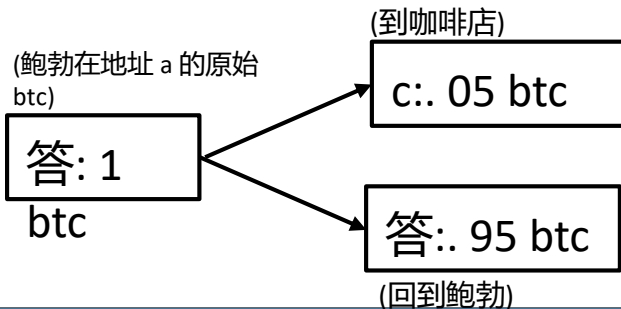 (到咖啡店)
(鲍勃在地址 a 的原始
btc)
c:. 05 btc
答: 1
btc
答:. 95 btc
(回到鲍勃)